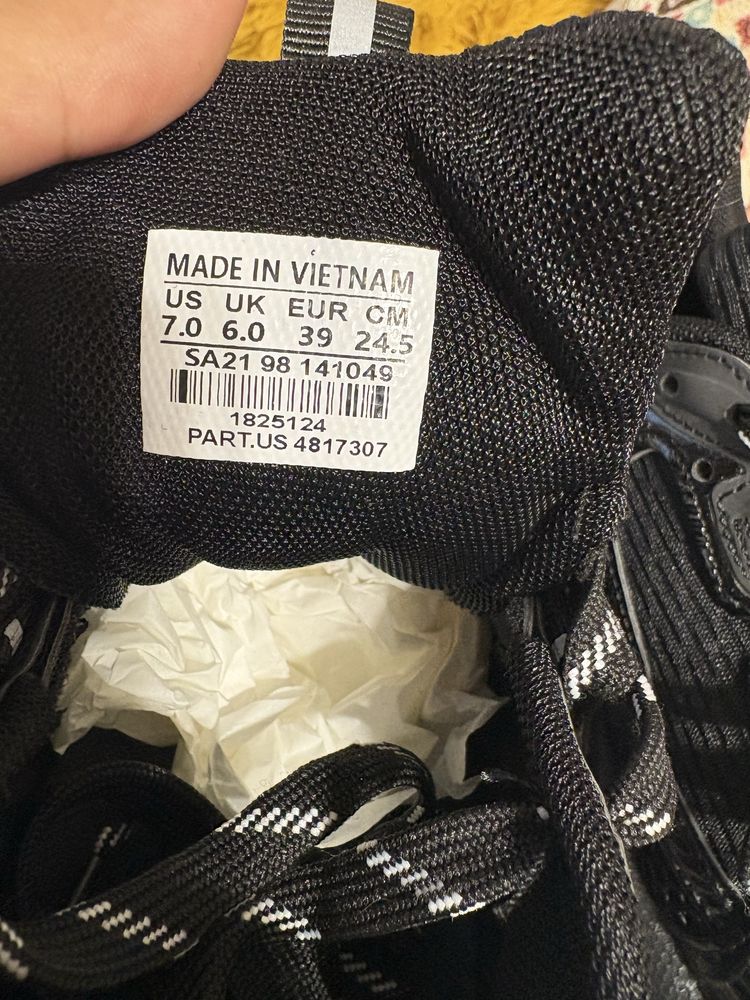 MADE IN VIETNAM
US UK EUR CM
7.0 6.0 39 24.5
SA21 98 141049
1825124
PART.US 4817307